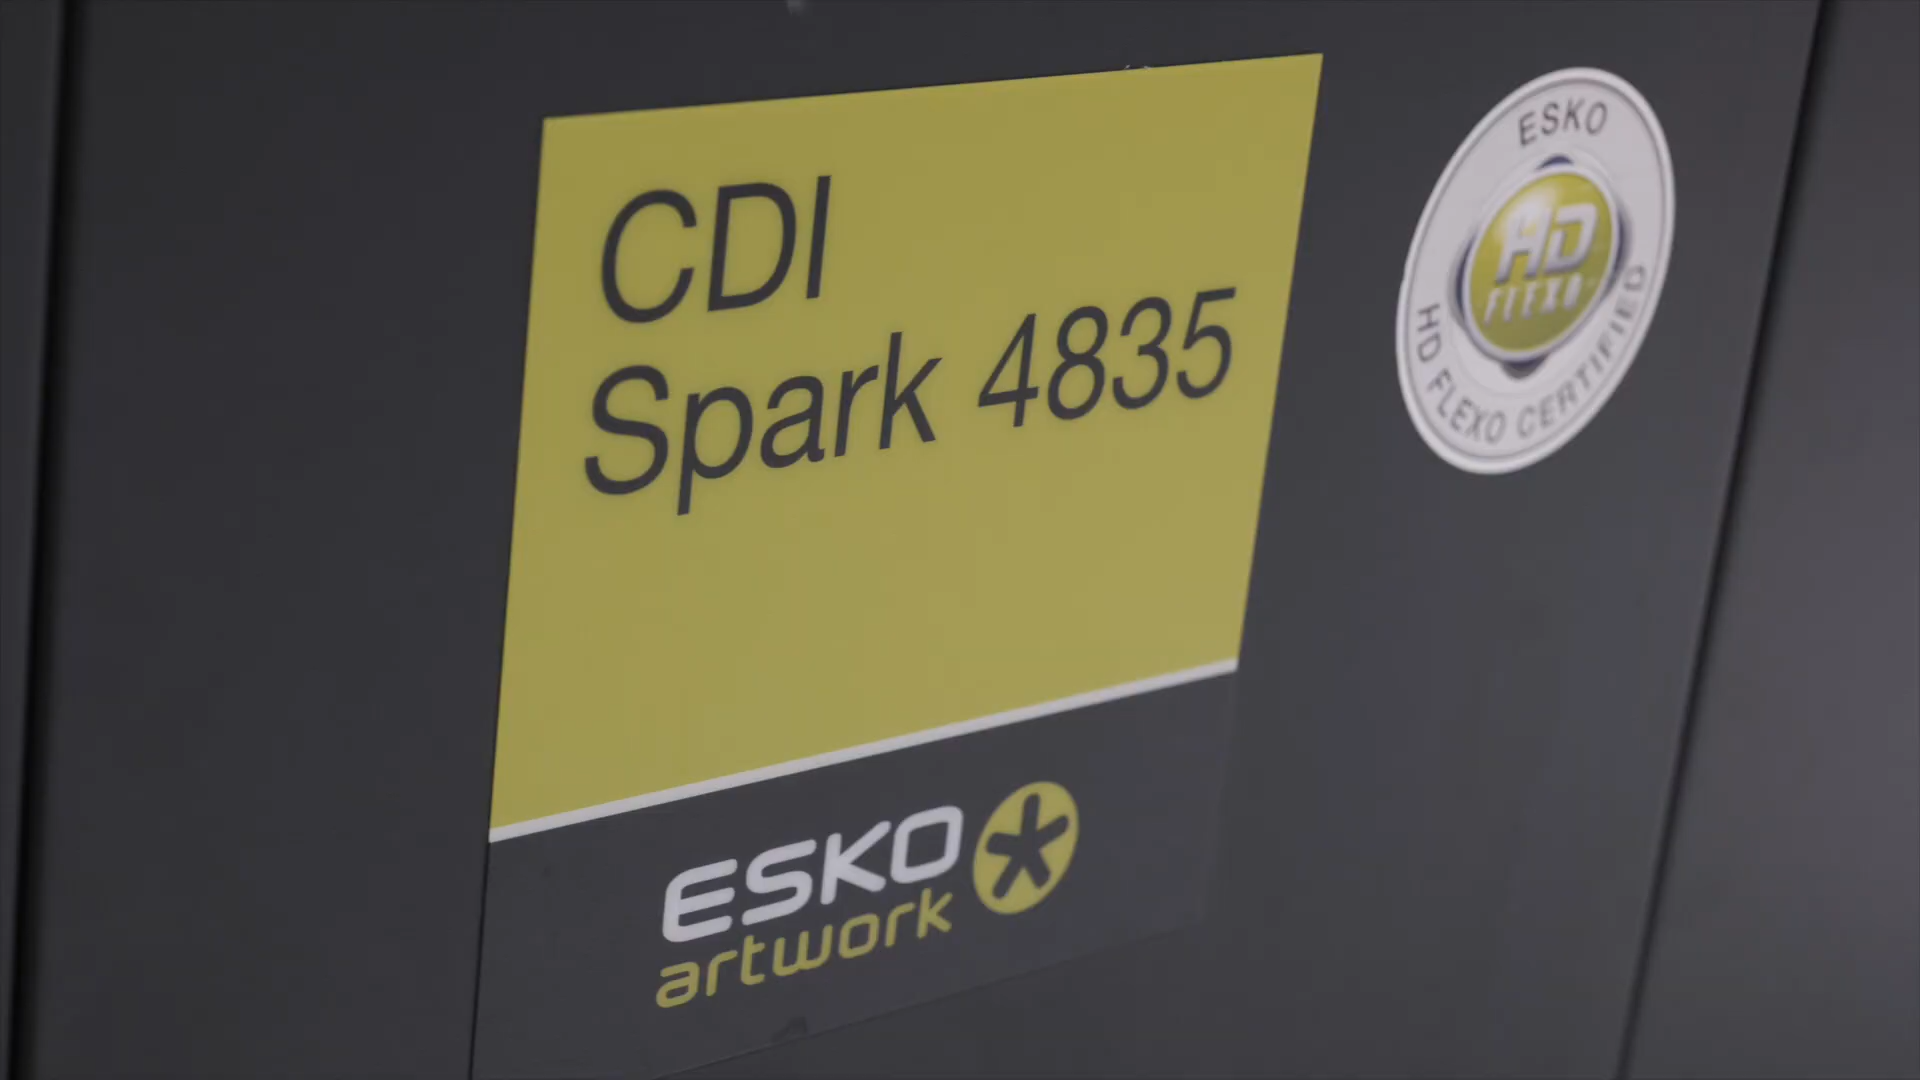 CDI
Spark 4835
ESKO
artwork
ESKO
HD
FLEXO
HD FLEXO CERTIFIED